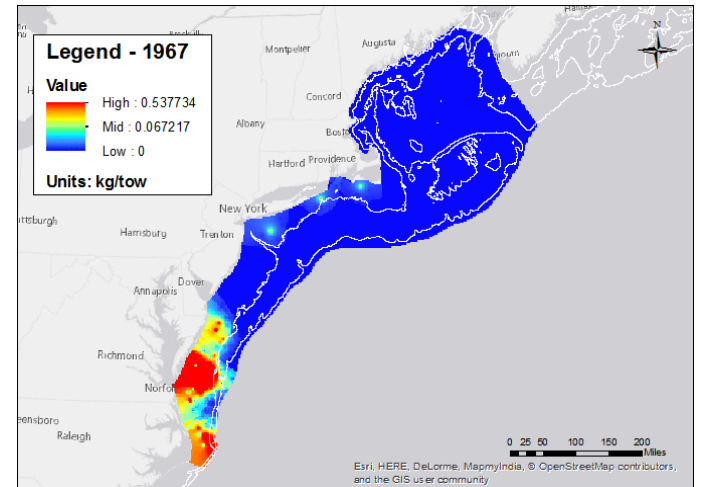 Legend - 1967
Value
High : 0.537734
Mid : 0.067217
Low : 0
Units: kg/tow
Montpelier
Augusta
N
Concord
Albany
Bost
Hartford
Providence
New York
ttsburgh
Harrisburg
Trenton
Dover
Annapolis
Richmond
Norfo
eensboro
Raleigh
0 25 50 100 150 200
Miles
Esri, HERE, DeLorme, MapmyIndia, © OpenStreetMap contributors,
and the GIS user community